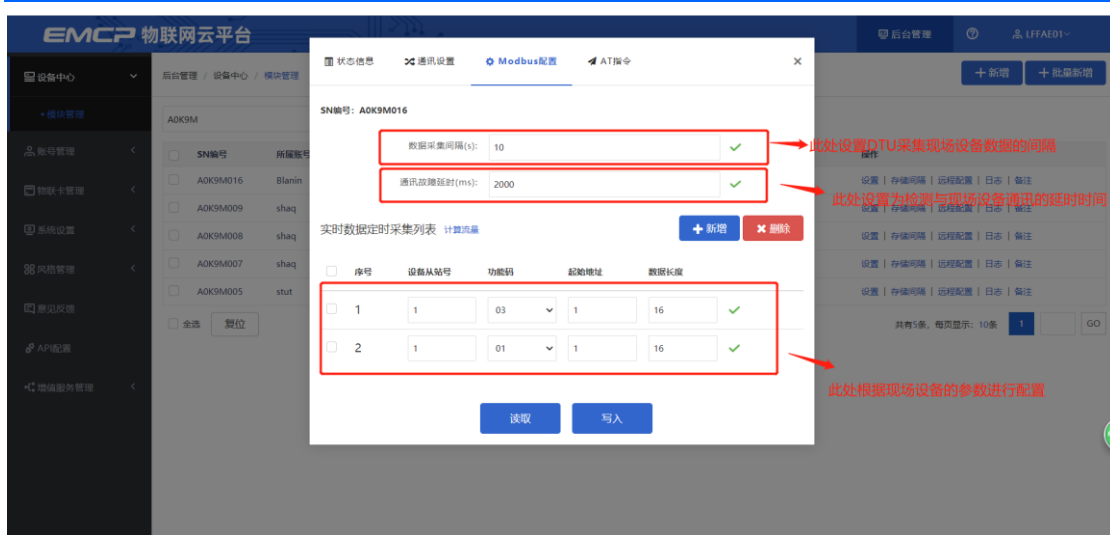 EMCP 物联网云平台
后台管理
LFFAE01
设备中心
后台管理 / 设备中心 / 模块管理
状态信息 通讯设置 Modbus配置 AT指令 ×
+ 新增 + 批量新增
模块管理
账号管理
物联卡管理
系统设置
风格管理
意见反馈
API配置
增值服务管理
A0K9M
SN编号 所属账号 操作
A0K9M016 Blanin 设置 | 存储间隔 | 远程配置 | 日志 | 备注
A0K9M009 shaq 设置 | 存储间隔 | 远程配置 | 日志 | 备注
A0K9M008 shaq 设置 | 存储间隔 | 远程配置 | 日志 | 备注
A0K9M007 shaq 设置 | 存储间隔 | 远程配置 | 日志 | 备注
A0K9M005 stut 设置 | 存储间隔 | 远程配置 | 日志 | 备注
全选 复位
共有5条, 每页显示: 10条 1 GO
SN编号: A0K9M016
数据采集间隔(s): 10
此处设置DTU采集现场设备数据的间隔
通讯故障延时(ms): 2000
此处设置为检测与现场设备通讯的延时时间
实时数据定时采集列表 计算流量 + 新增 × 删除
序号 设备从站号 功能码 起始地址 数据长度
1 1 03 1 16
2 1 01 1 16
此处根据现场设备的参数进行配置
读取 写入